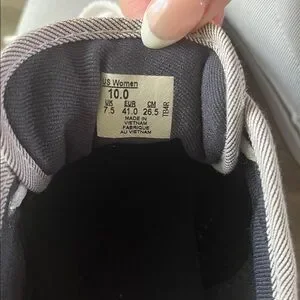 US Women
10.0
UK EUR CM
7.5 41.0 26.5
MADE IN
VIETNAM
FABRIQUE
AU VIETNAM